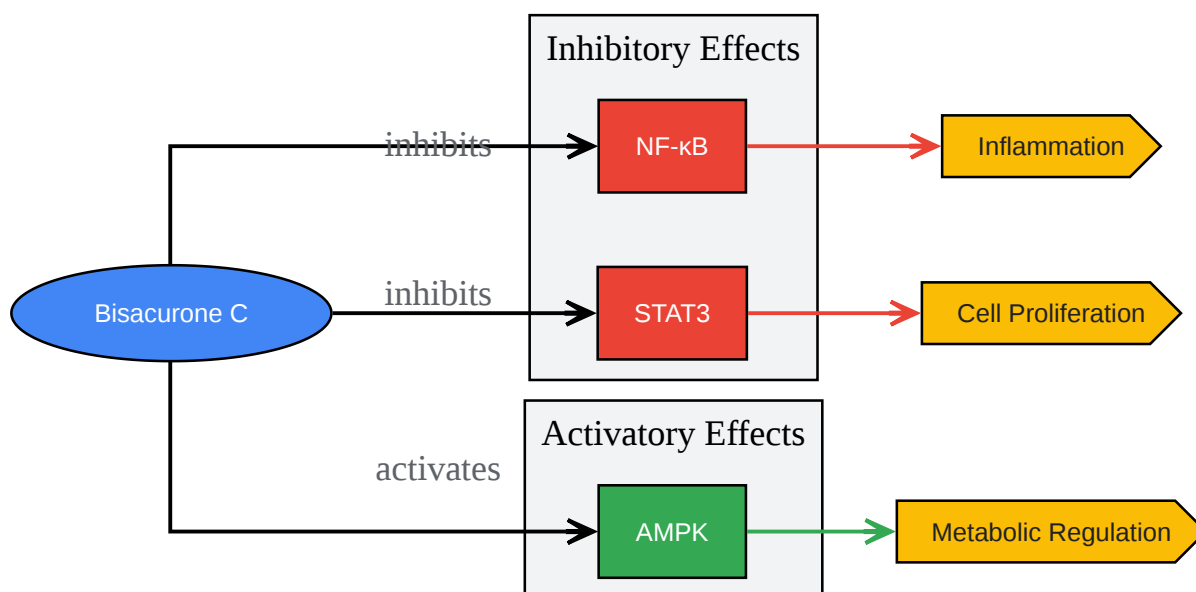 Inhibitory Effects
inhibits
NF-κB
Inflammation
Bisacurone C
inhibits
STAT3
Cell Proliferation
Activatory Effects
activates
AMPK
Metabolic Regulation